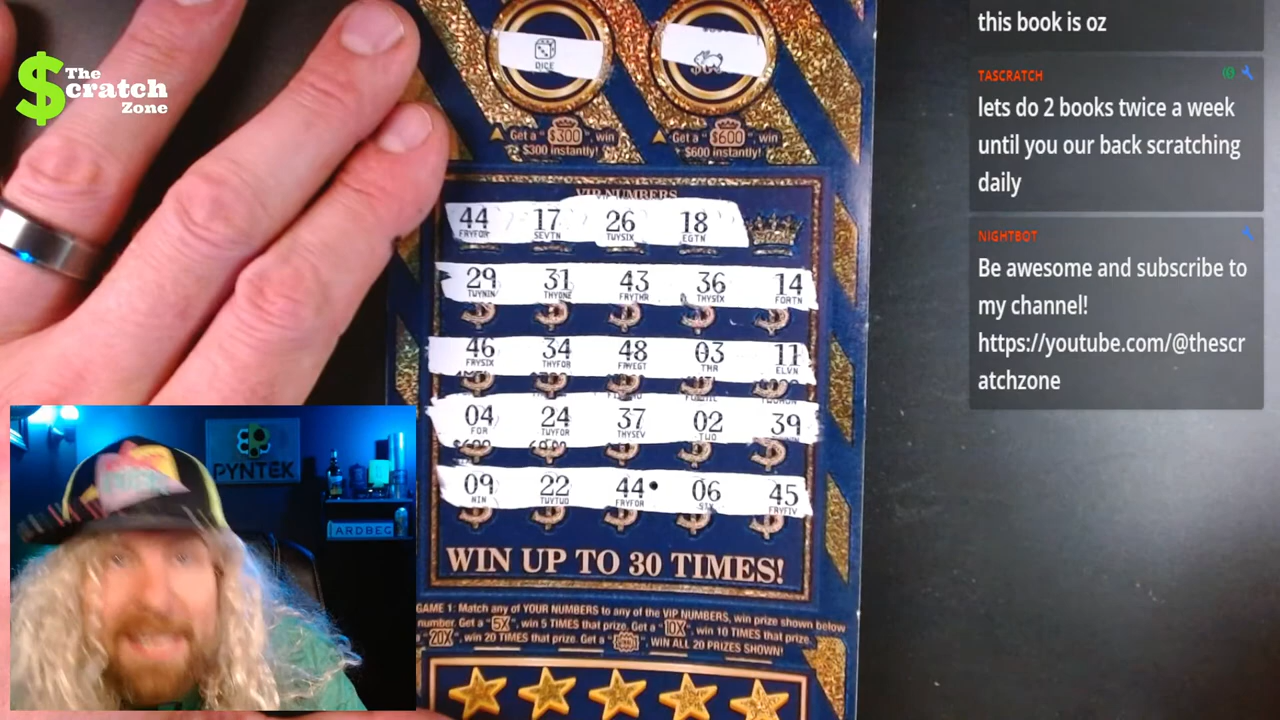 The
$cratch
Zone
DICE
Get a "$300", win
$300 instantly!
Get a "$600", win
$600 instantly!
VIP NUMBERS
44 17 26 18
FRYFOR SEVTN TWYSIX EGTN
29 31 43 36 14
TWYNIN THYONE FRYTHR THYSIX FORTN
46 34 48 03 11
FRYSIX THYFOR FRYEGT THR ELVN
04 24 37 02 39
FOR TWYFOR THYSEV TWO
09 22 44 06 45
NIN TWYTWO FRYFOR SIX FRYFIV
WIN UP TO 30 TIMES!
GAME 1: Match any of YOUR NUMBERS to any of the VIP NUMBERS, win prize shown below
number. Get a "5X", win 5 TIMES that prize. Get a "10X", win 10 TIMES that prize.
"20X", win 20 TIMES that prize. Get a " ", WIN ALL 20 PRIZES SHOWN!
PYNTEK
ARDBEG
this book is oz
TASCRATCH
lets do 2 books twice a week
until you our back scratching
daily
NIGHTBOT
Be awesome and subscribe to
my channel!
https://youtube.com/@thescr
atchzone